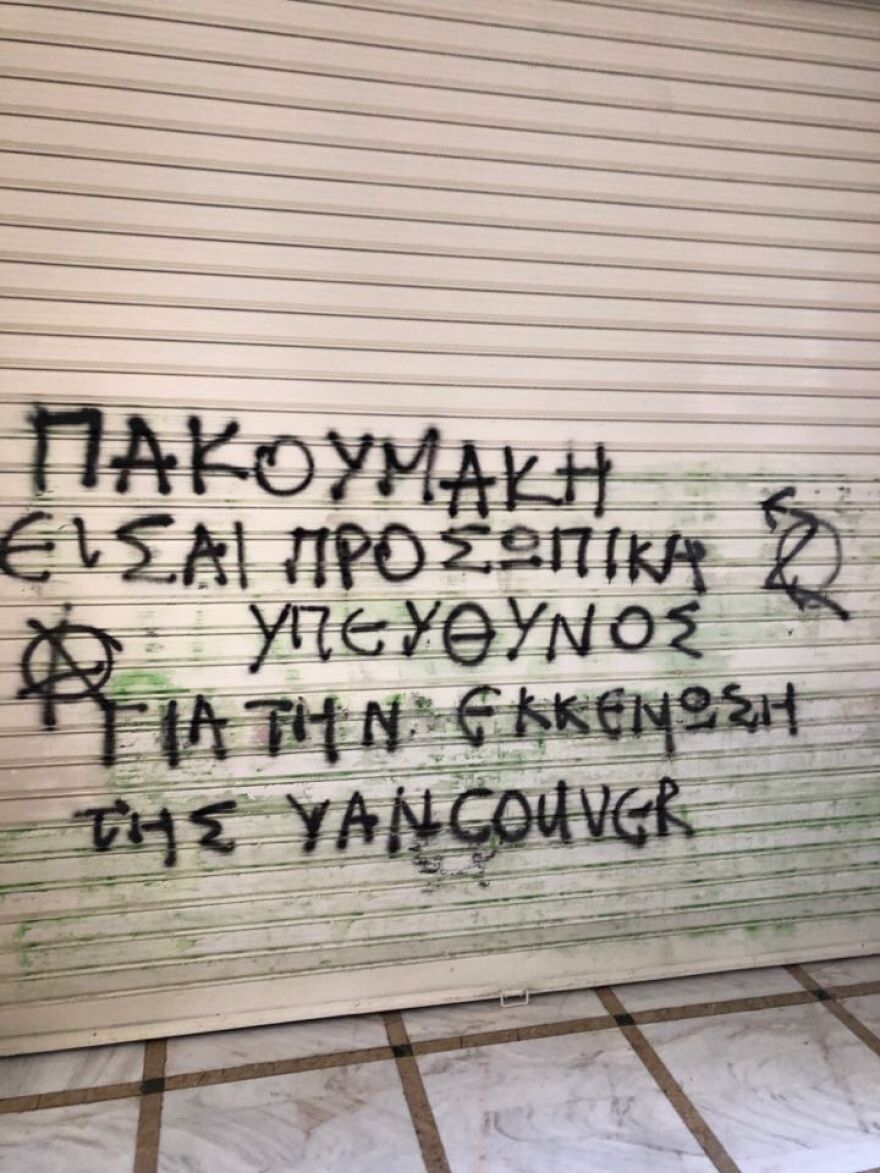 ΠΑΚΟΥΜΑΚΗ
ΕΙΣΑΙ ΠΡΟΣΩΠΙΚΑ
ΥΠΕΥΘΥΝΟΣ
ΓΙΑ ΤΗΝ ΕΚΚΕΝΩΣΗ
ΤΗΣ VANCOUVER